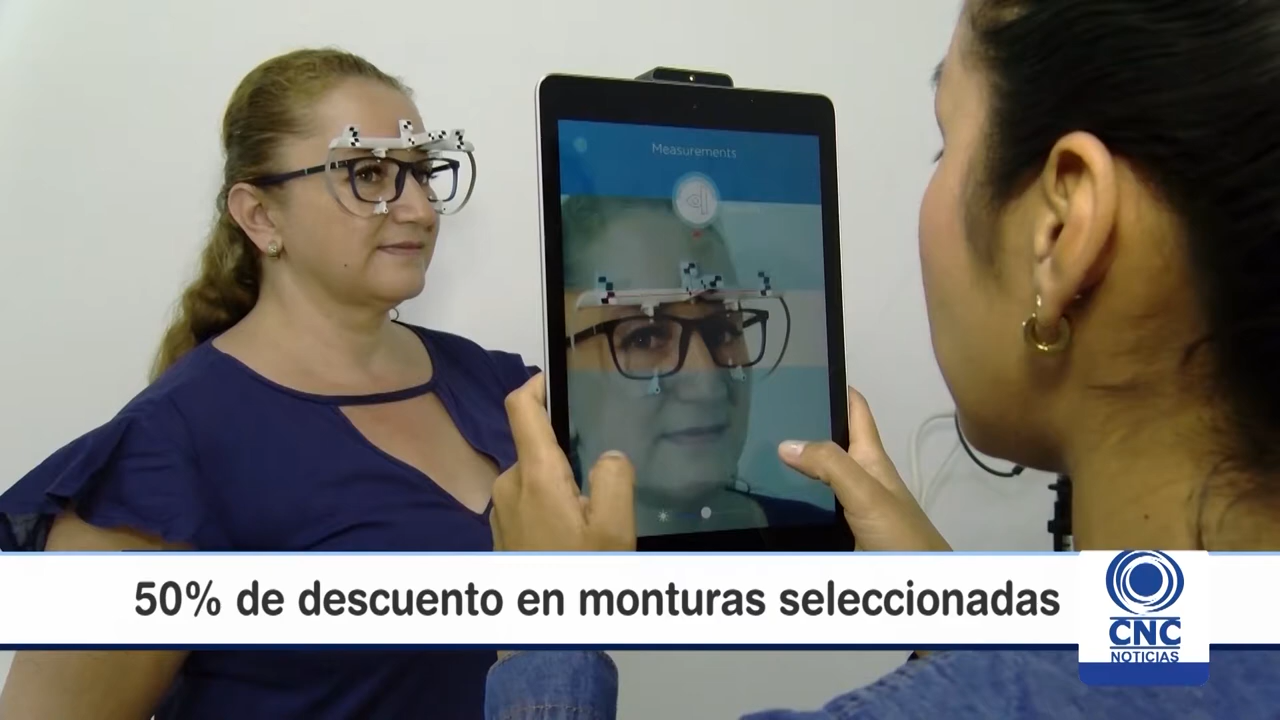 Measurements
50% de descuento en monturas seleccionadas
CNC
NOTICIAS